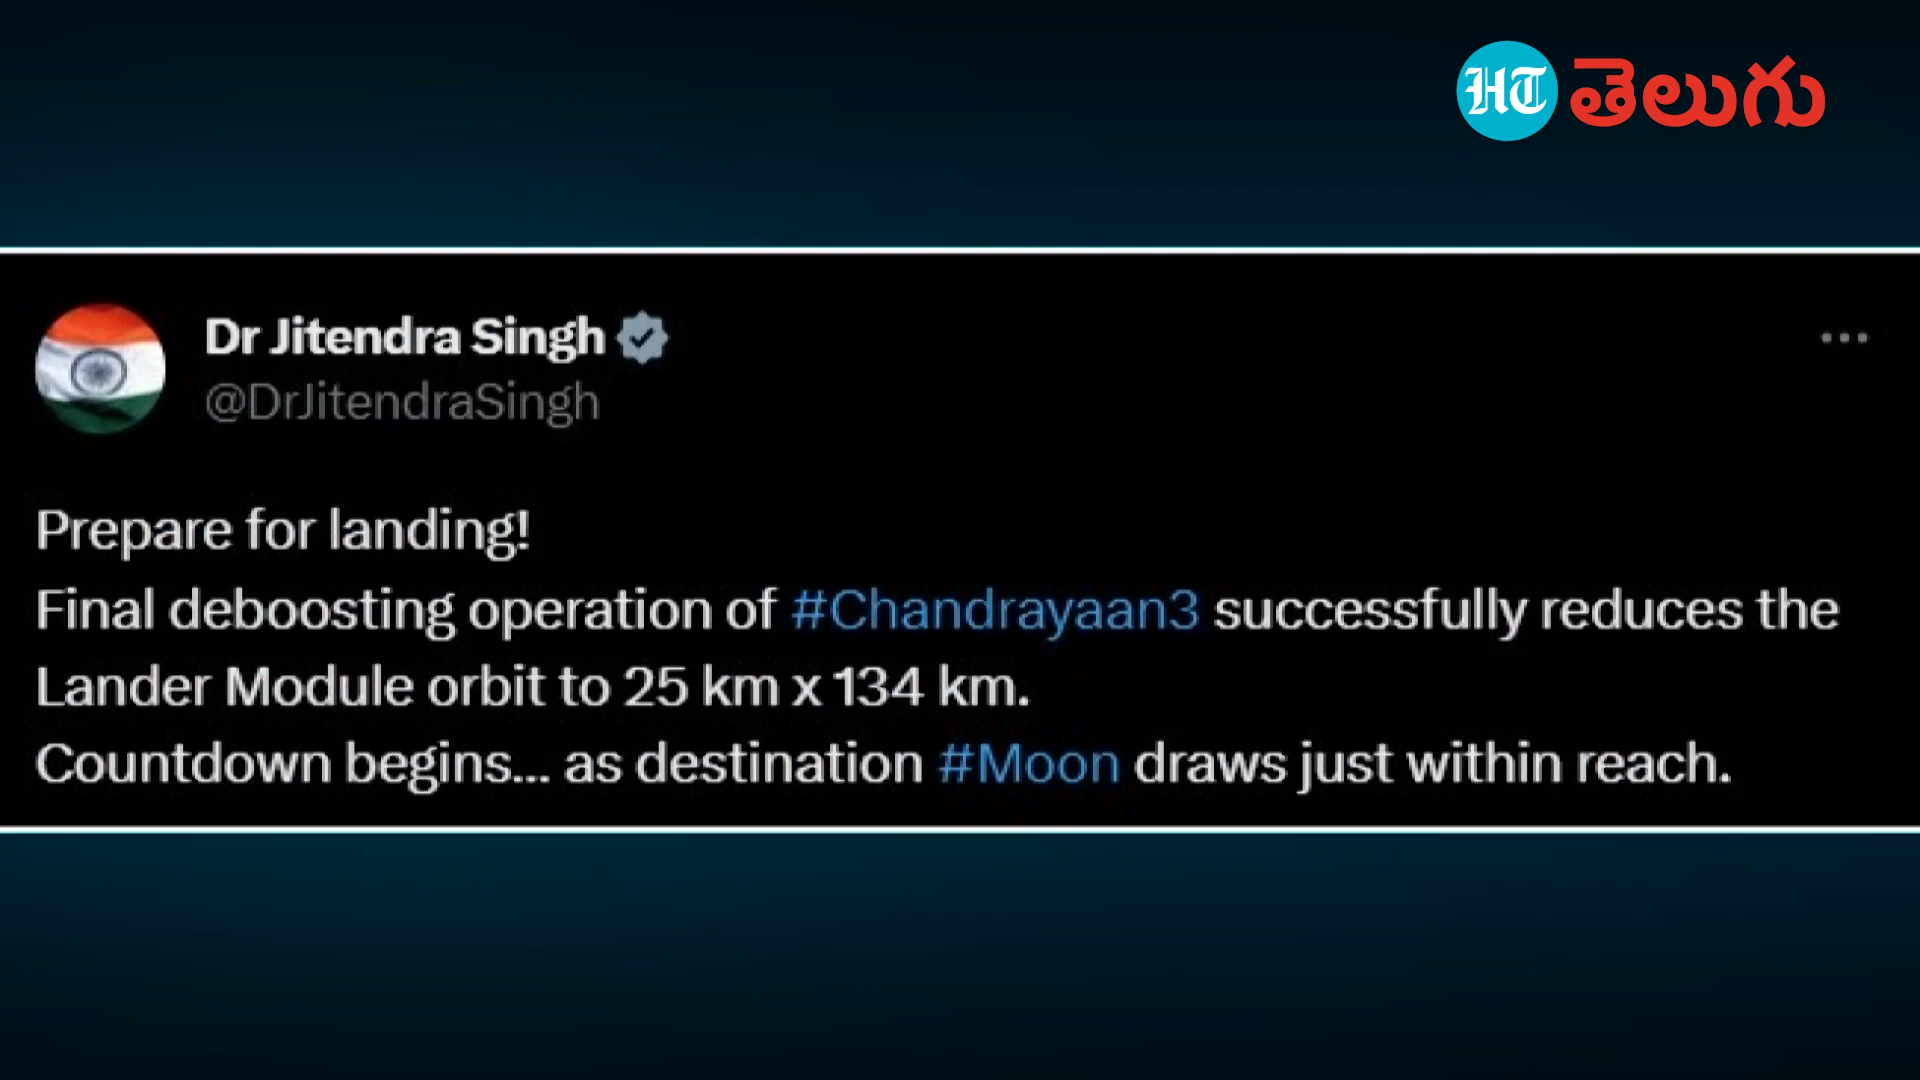 HT తెలుగు
Dr Jitendra Singh
@DrJitendraSingh
Prepare for landing!
Final deboosting operation of #Chandrayaan3 successfully reduces the
Lander Module orbit to 25 km x 134 km.
Countdown begins... as destination #Moon draws just within reach.